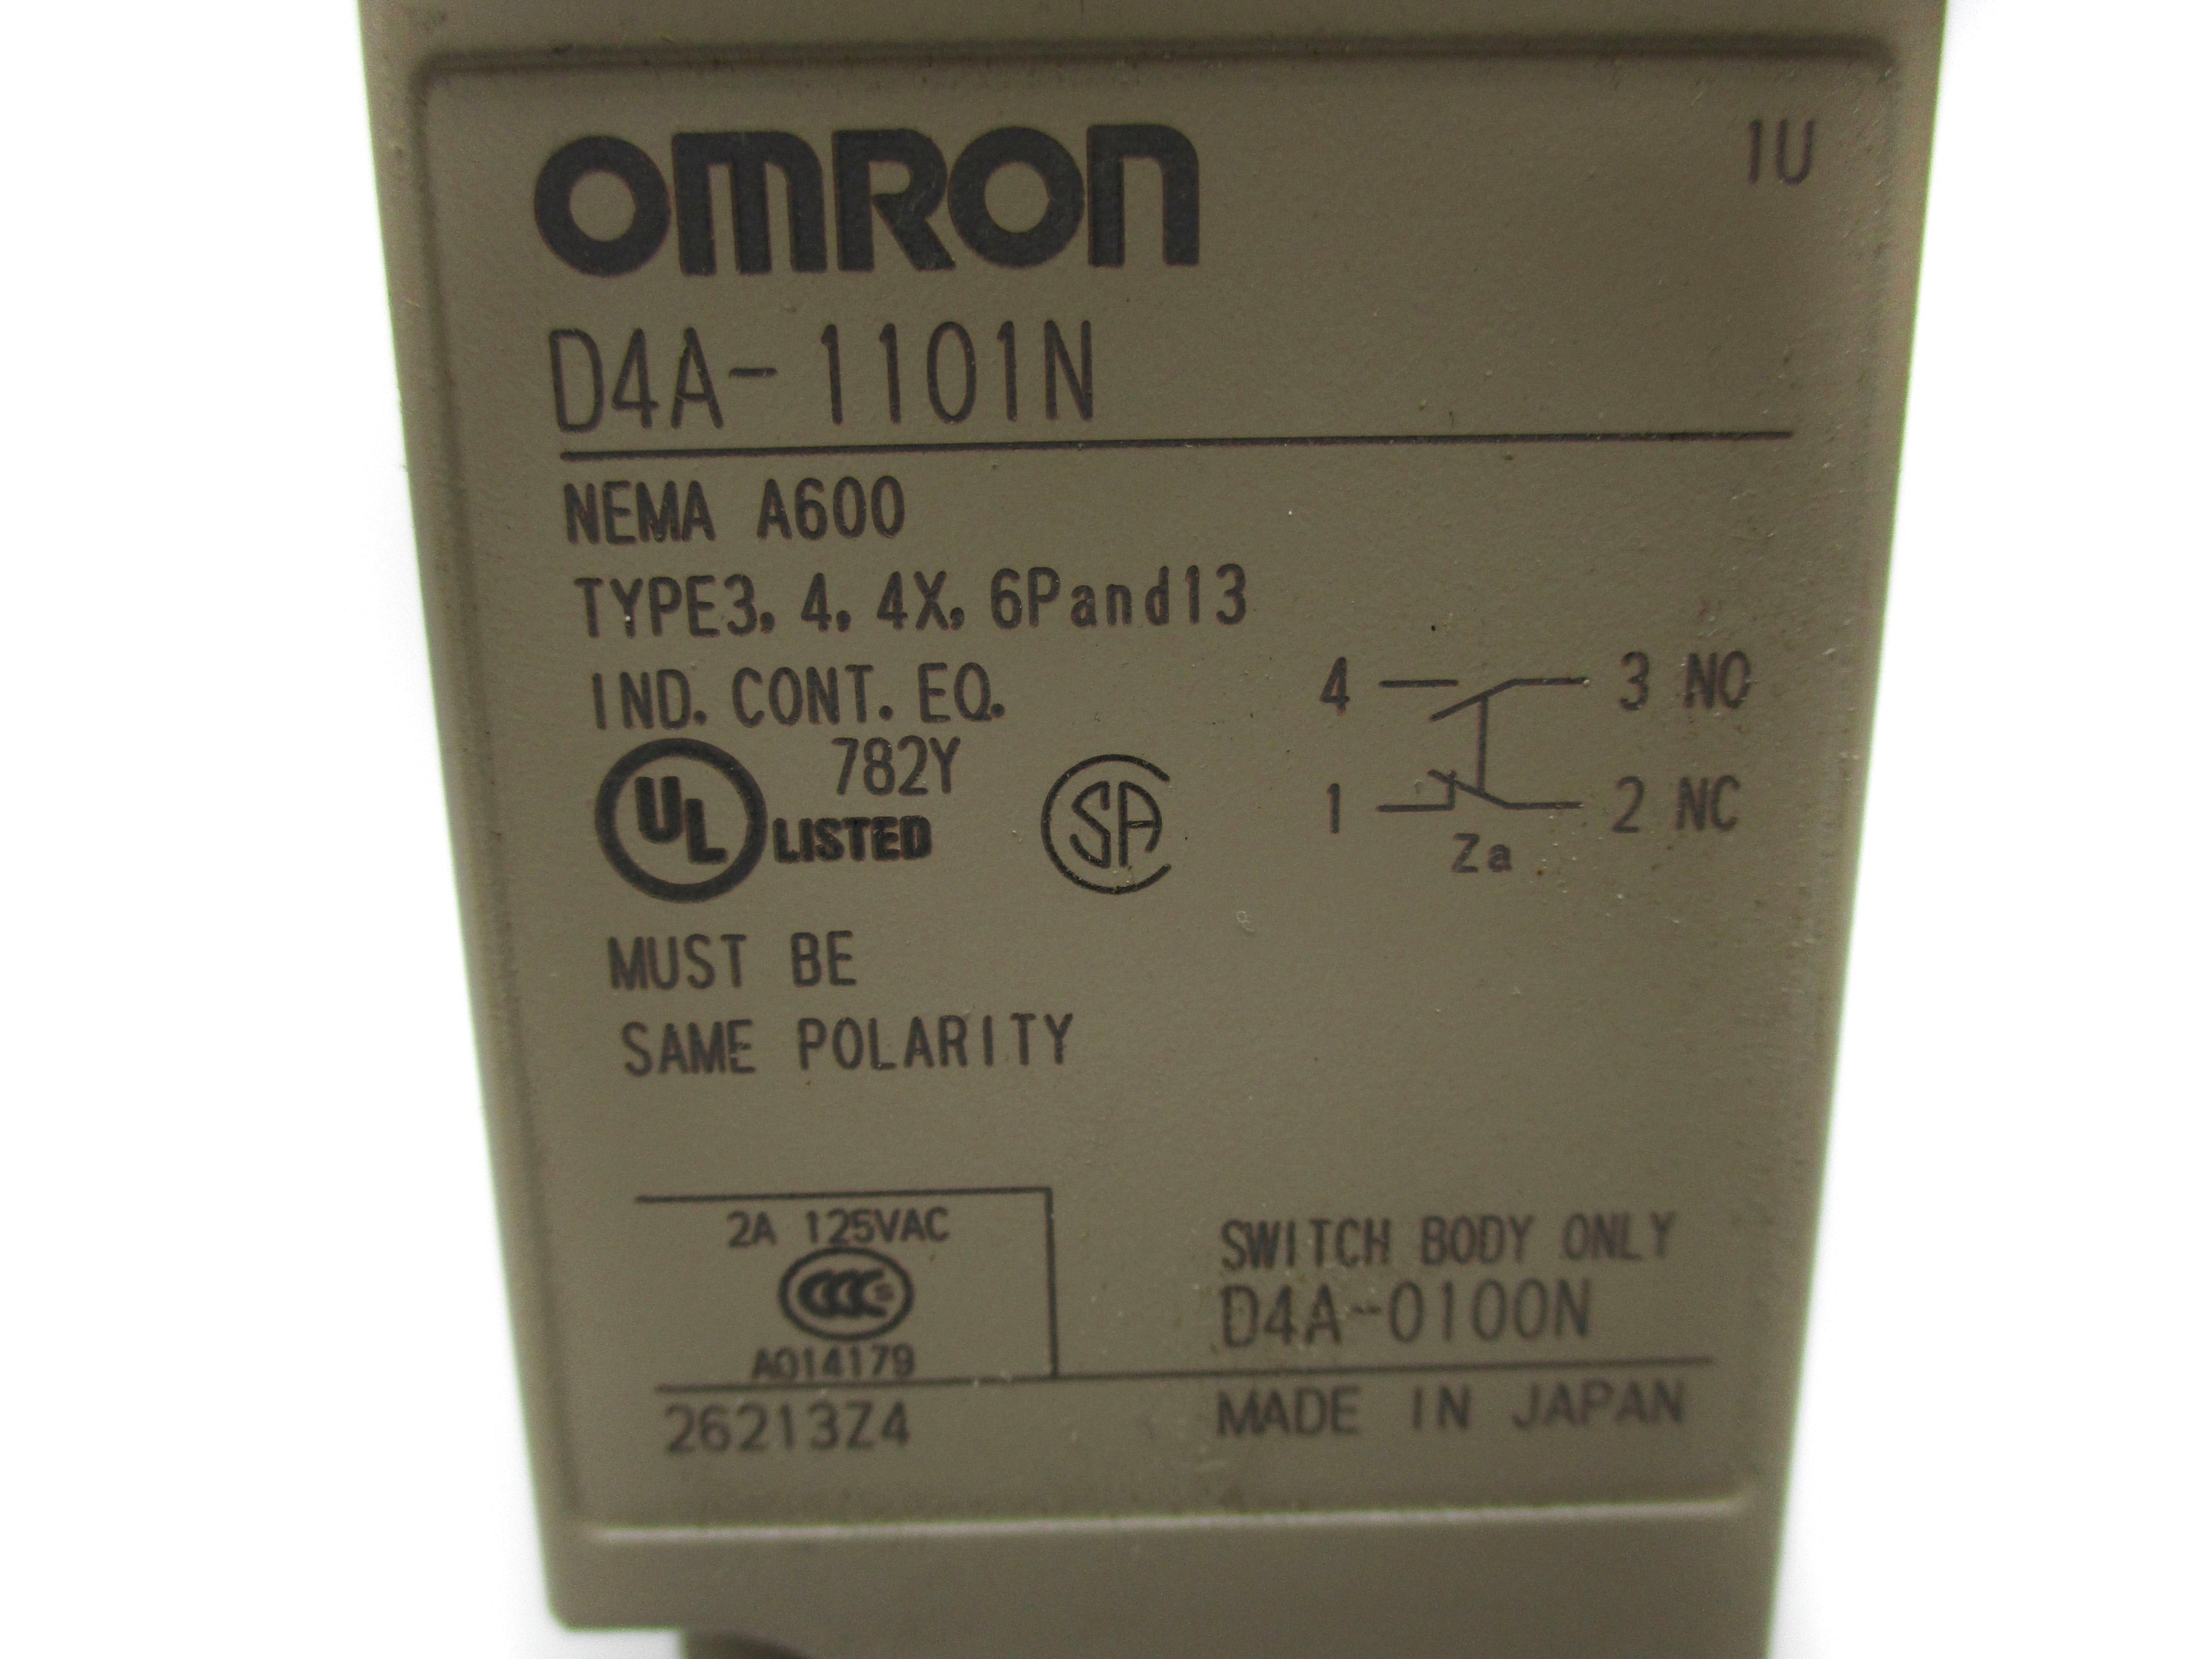 OMRON 1U
D4A-1101N
NEMA A600
TYPE3, 4, 4X, 6Pand13
IND. CONT. EQ.
4 3 NO
782Y
UL LISTED
SA
1 2 NC
Za
MUST BE
SAME POLARITY
2A 125VAC
CCC S
A014179
SWITCH BODY ONLY
D4A-0100N
26213Z4
MADE IN JAPAN